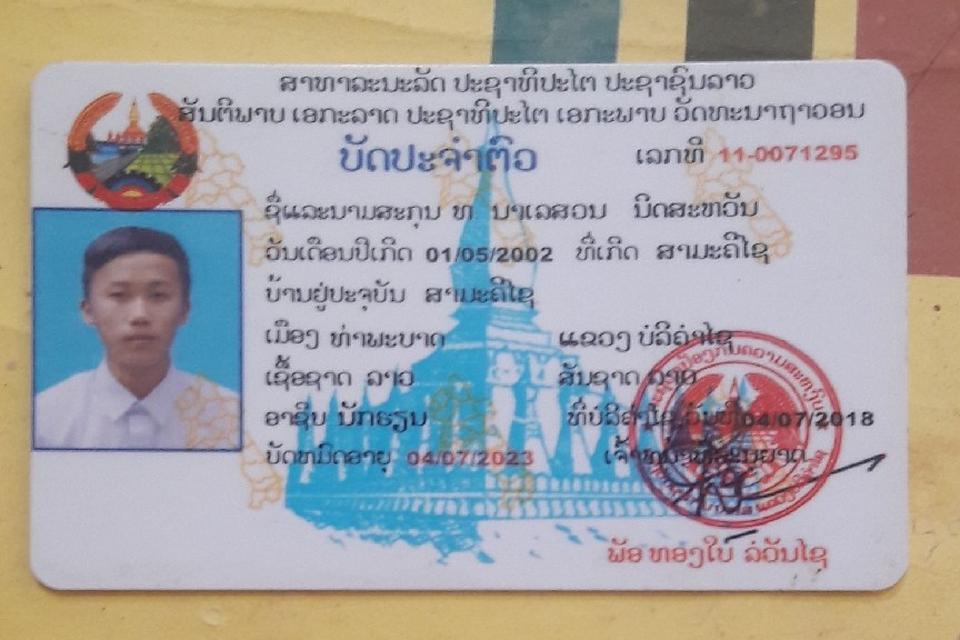 ສາທາລະນະລັດ ປະຊາທິປະໄຕ ປະຊາຊົນລາວ
ສັນຕິພາບ ເອກະລາດ ປະຊາທິປະໄຕ ເອກະພາບ ວັດທະນາຖາວອນ
ບັດປະຈຳຕົວ ເລກທີ 11-0071295
ຊື່ແລະນາມສະກຸນ ທ ນາເລສວນ ນິດສະຫວັນ
ວັນເດືອນປີເກີດ 01/05/2002 ທີ່ເກີດ ສາມະຄີໄຊ
ບ້ານຢູ່ປະຈຸບັນ ສາມະຄີໄຊ
ເມືອງ ທ່າພະບາດ ແຂວງ ບໍລິຄຳໄຊ
ເຊື້ອຊາດ ລາວ ສັນຊາດ ລາວ
ອາຊີບ ນັກຮຽນ ທີ່ບໍລິຄຳໄຊ ວັນທີ 04/07/2018
ບັດໝົດອາຍຸ 04/07/2023 ເຈົ້າໜ້າທີ່ອະນຸຍາດ
ພັອ ທອງໃບ ລໍວັນໄຊ